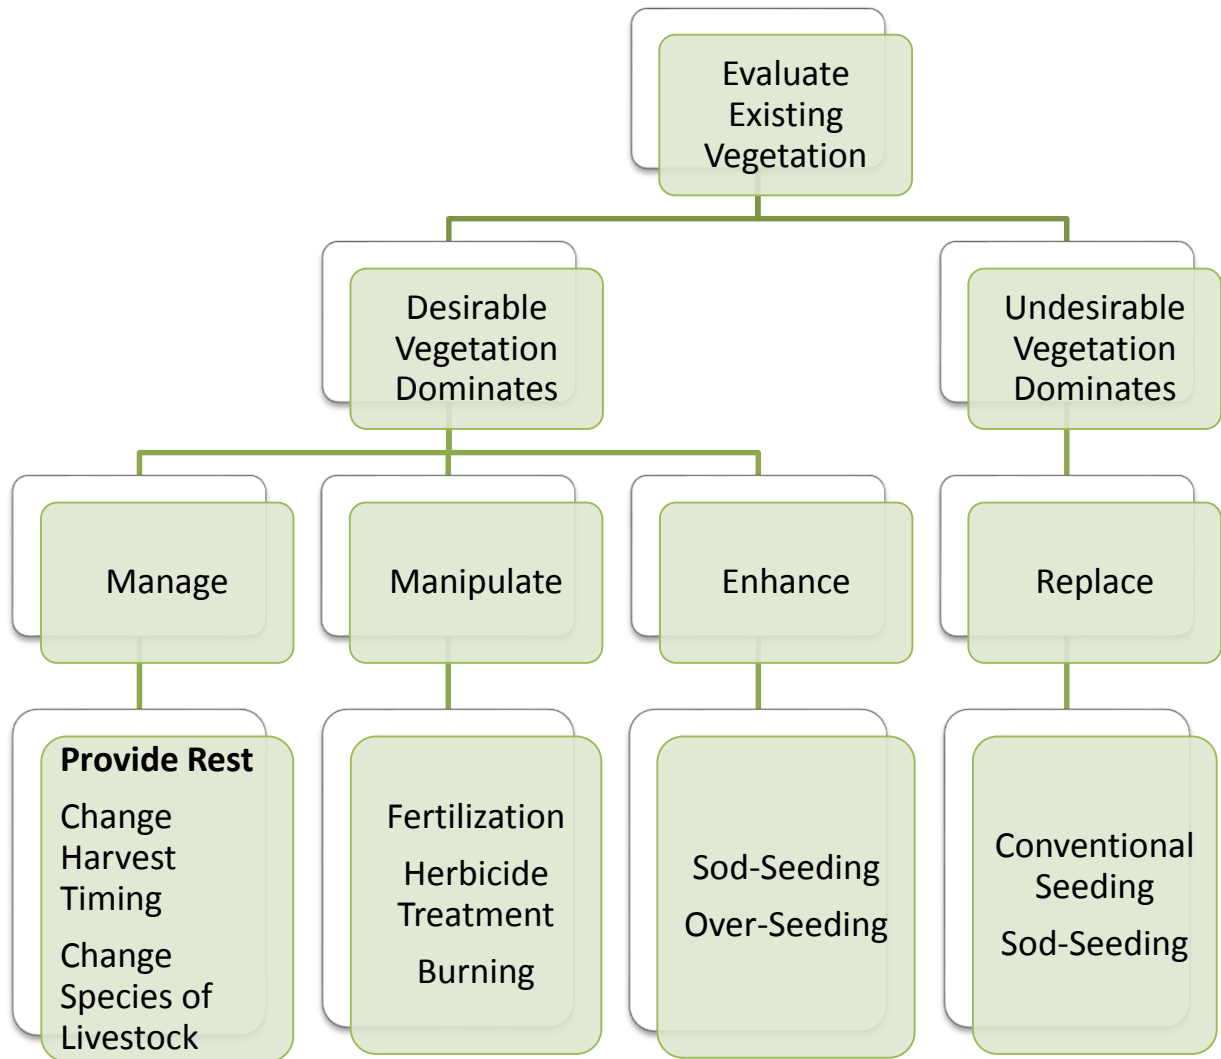 Evaluate
Existing
Vegetation
Desirable
Vegetation
Dominates
Undesirable
Vegetation
Dominates
Manage
Manipulate
Enhance
Replace
Provide Rest
Change
Harvest
Timing
Change
Species of
Livestock
Fertilization
Herbicide
Treatment
Burning
Sod-Seeding
Over-Seeding
Conventional
Seeding
Sod-Seeding